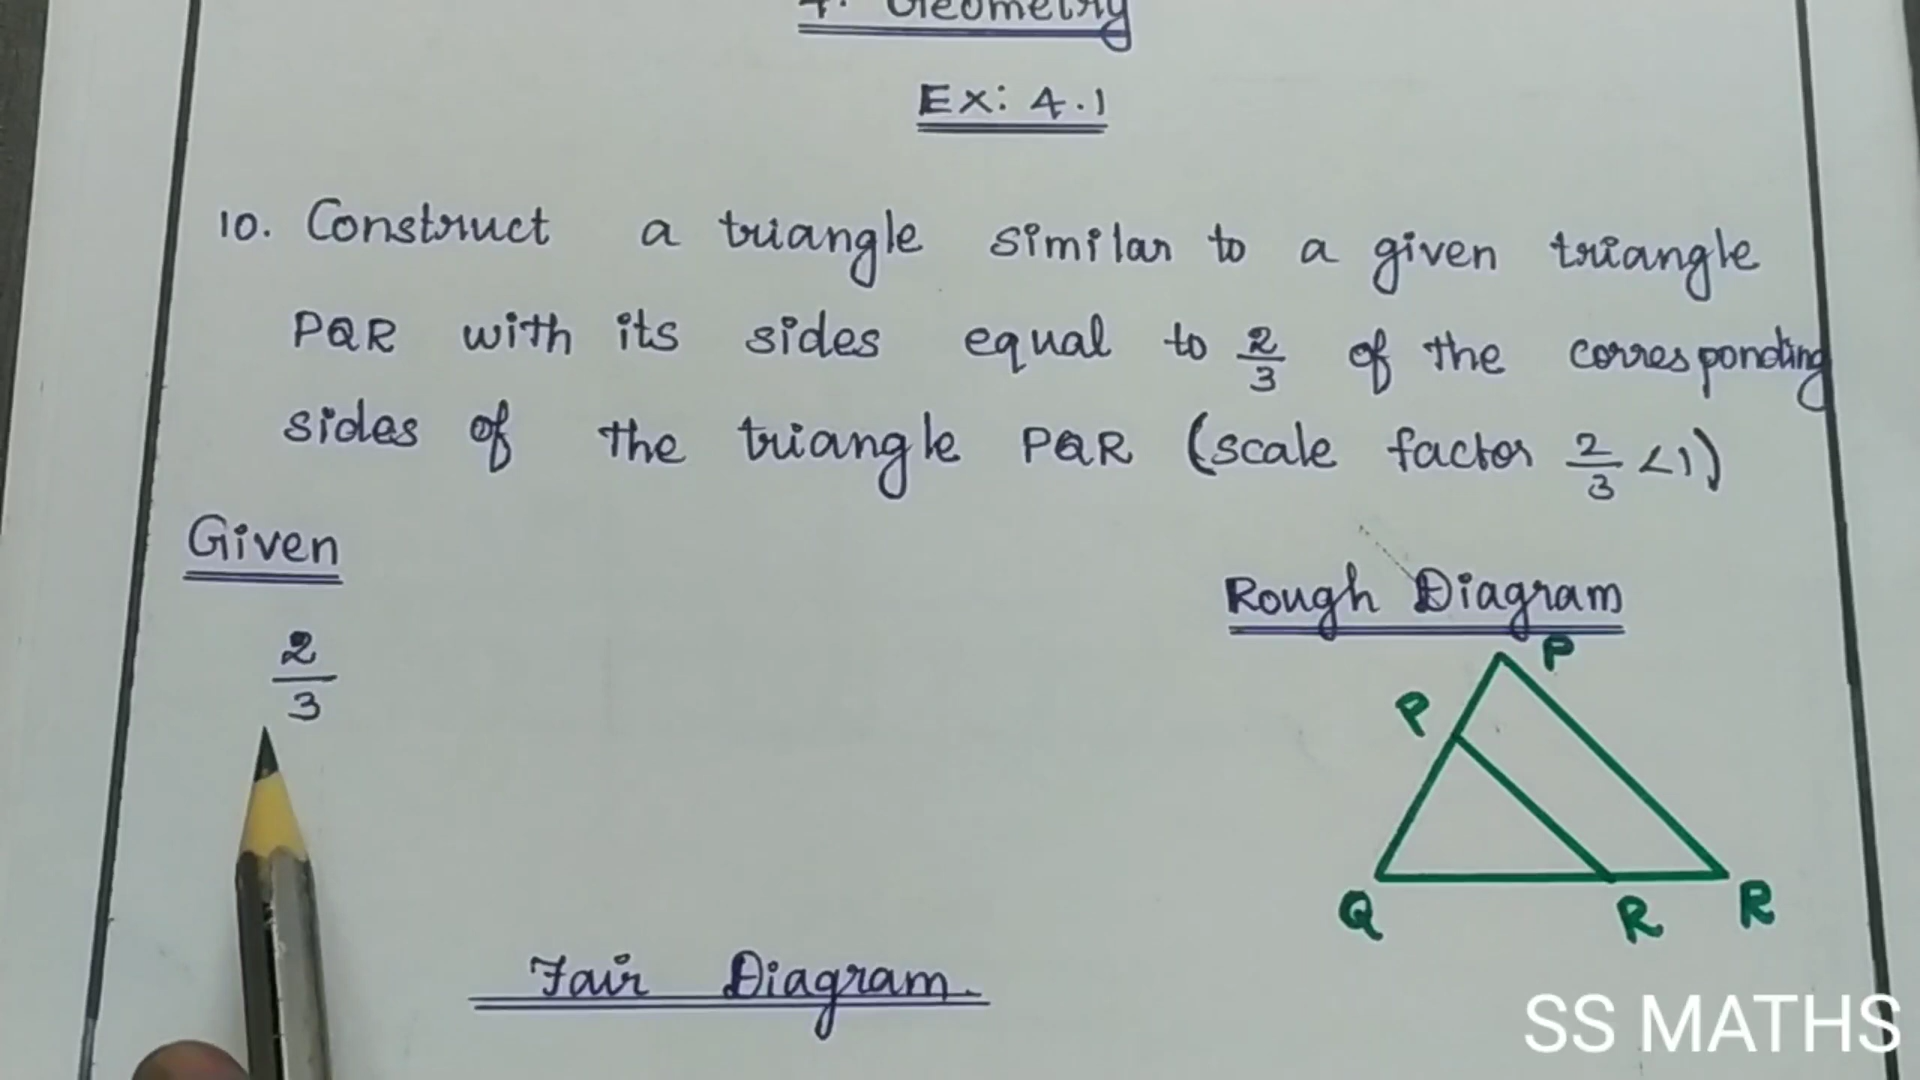 4. Geometry
Ex: 4.1
10. Construct a triangle similar to a given triangle
PQR with its sides equal to 2/3 of the corresponding
sides of the triangle PQR (scale factor 2/3 <1)
Given
Rough Diagram
2/3
P
P
Q R R
Fair Diagram.
SS MATHS